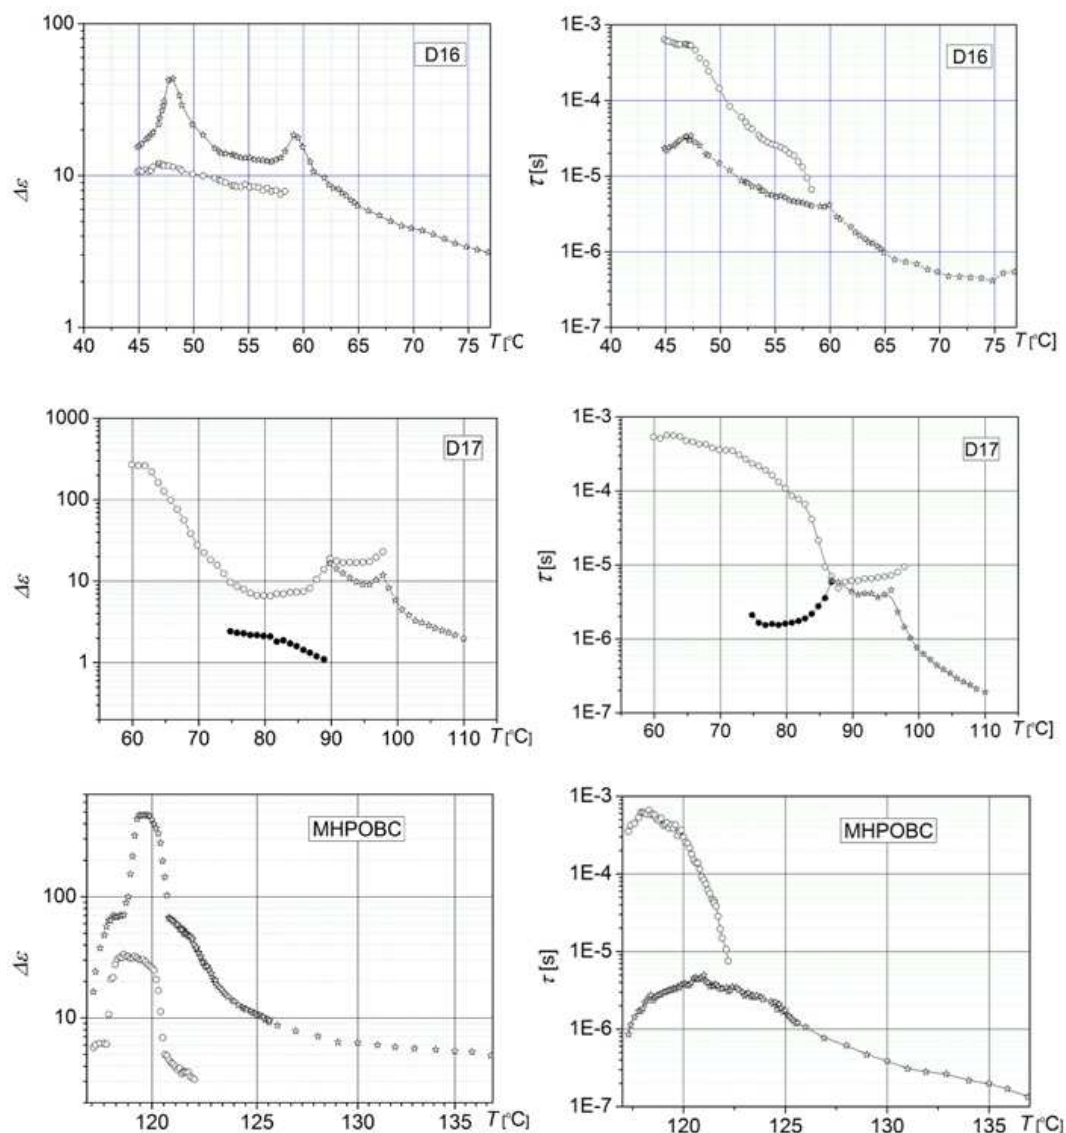 100
D16
10
Δε
1
40 45 50 55 60 65 70 75 T[°C
1E-3
D16
1E-4
1E-5
τ[s]
1E-6
1E-7
40 45 50 55 60 65 70 75 T[°C]
1000
D17
100
10
Δε
1
60 70 80 90 100 110 T[°C]
1E-3
D17
1E-4
1E-5
τ[s]
1E-6
1E-7
60 70 80 90 100 110 T[°C]
MHPOBC
100
Δε
10
120 125 130 135 T[°C]
1E-3
MHPOBC
1E-4
1E-5
τ[s]
1E-6
1E-7
120 125 130 135 T[°C]